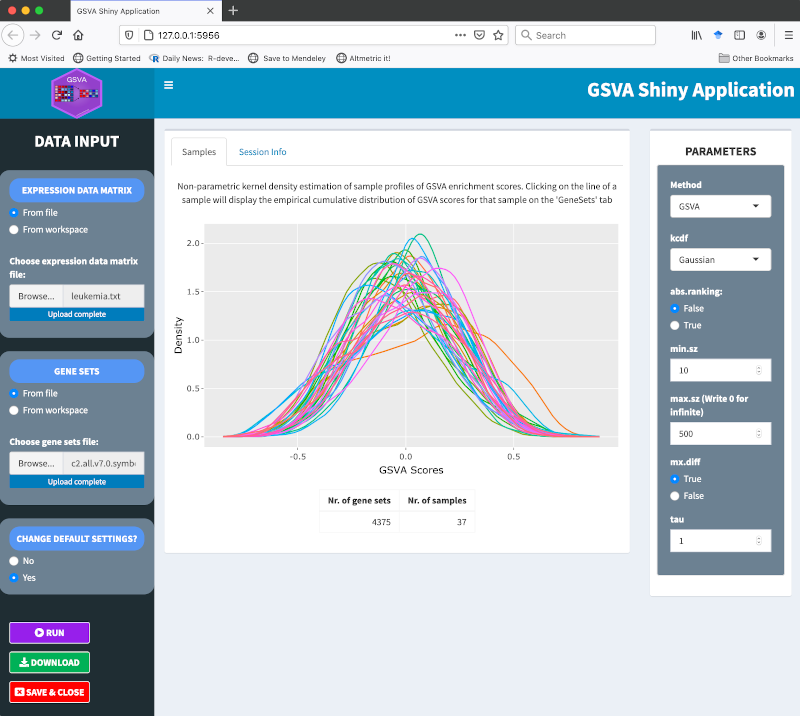 GSVA Shiny Application
127.0.0.1:5956
Search
Most Visited
Getting Started
Daily News: R-deve...
Save to Mendeley
Altmetric it!
Other Bookmarks
GSVA
GSVA Shiny Application
DATA INPUT
EXPRESSION DATA MATRIX
From file
From workspace
Choose expression data matrix
file:
Browse... leukemia.txt
Upload complete
GENE SETS
From file
From workspace
Choose gene sets file:
Browse... c2.all.v7.0.symb
Upload complete
CHANGE DEFAULT SETTINGS?
No
Yes
RUN
DOWNLOAD
SAVE & CLOSE
Samples
Session Info
Non-parametric kernel density estimation of sample profiles of GSVA enrichment scores. Clicking on the line of a
sample will display the empirical cumulative distribution of GSVA scores for that sample on the 'GeneSets' tab
Density
2.0
1.5
1.0
0.5
0.0
-0.5 0.0 0.5
GSVA Scores
Nr. of gene sets Nr. of samples
4375 37
PARAMETERS
Method
GSVA
kcdf
Gaussian
abs.ranking:
False
True
min.sz
10
max.sz (Write 0 for
infinite)
500
mx.diff
True
False
tau
1